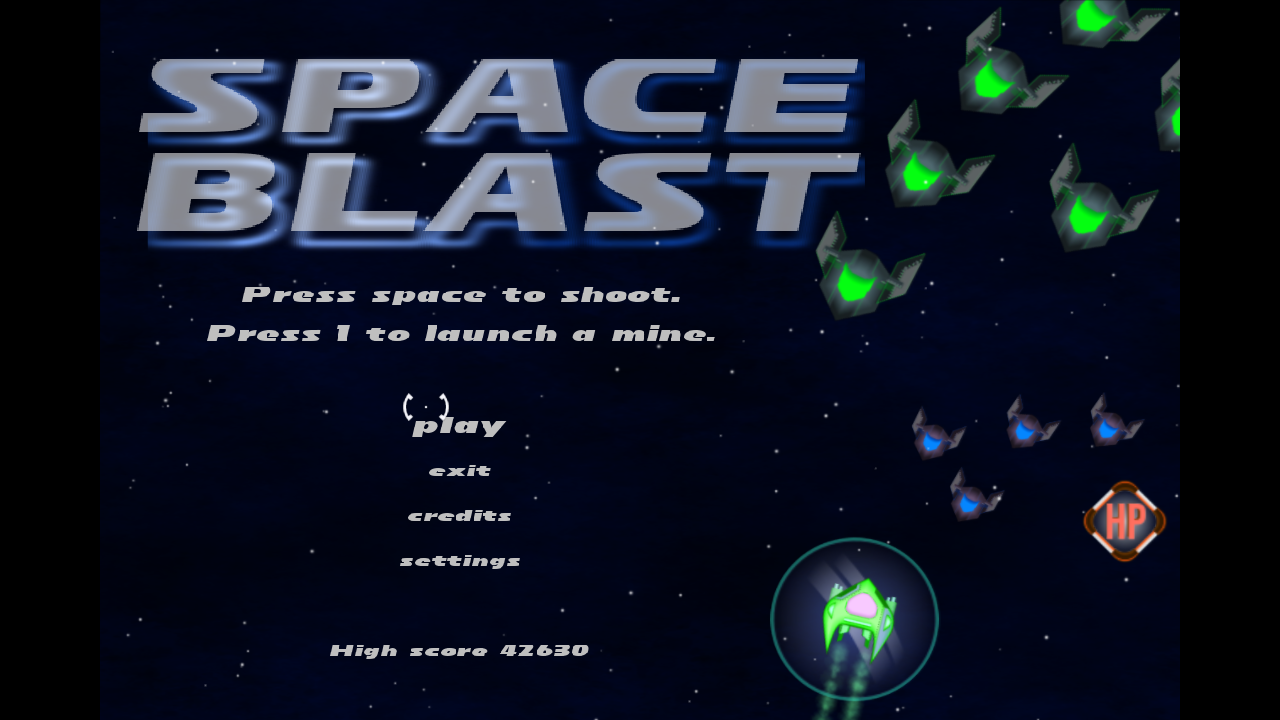 SPACE
BLAST
Press space to shoot.
Press 1 to launch a mine.
play
exit
credits
settings
HP
High score 42630